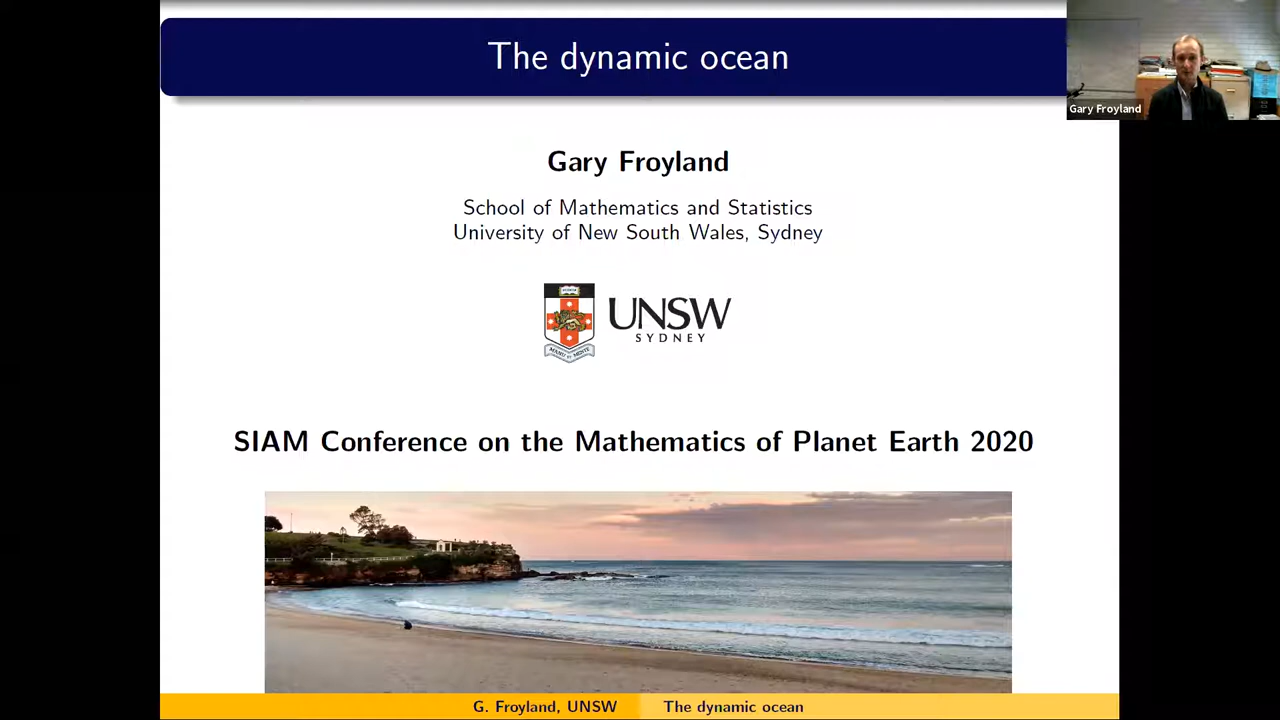 The dynamic ocean
Gary Froyland
Gary Froyland
School of Mathematics and Statistics
University of New South Wales, Sydney
UNSW
SYDNEY
SIAM Conference on the Mathematics of Planet Earth 2020
G. Froyland, UNSW
The dynamic ocean